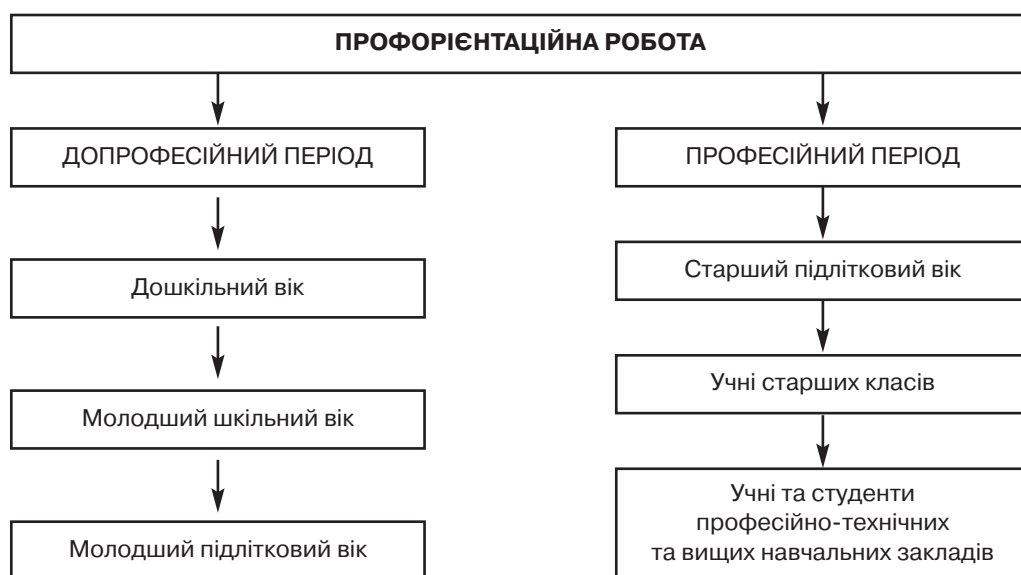 ПРОФОРІЄНТАЦІЙНА РОБОТА
ДОПРОФЕСІЙНИЙ ПЕРІОД
Дошкільний вік
Молодший шкільний вік
Молодший підлітковий вік
ПРОФЕСІЙНИЙ ПЕРІОД
Старший підлітковий вік
Учні старших класів
Учні та студенти
професійно-технічних
та вищих навчальних закладів